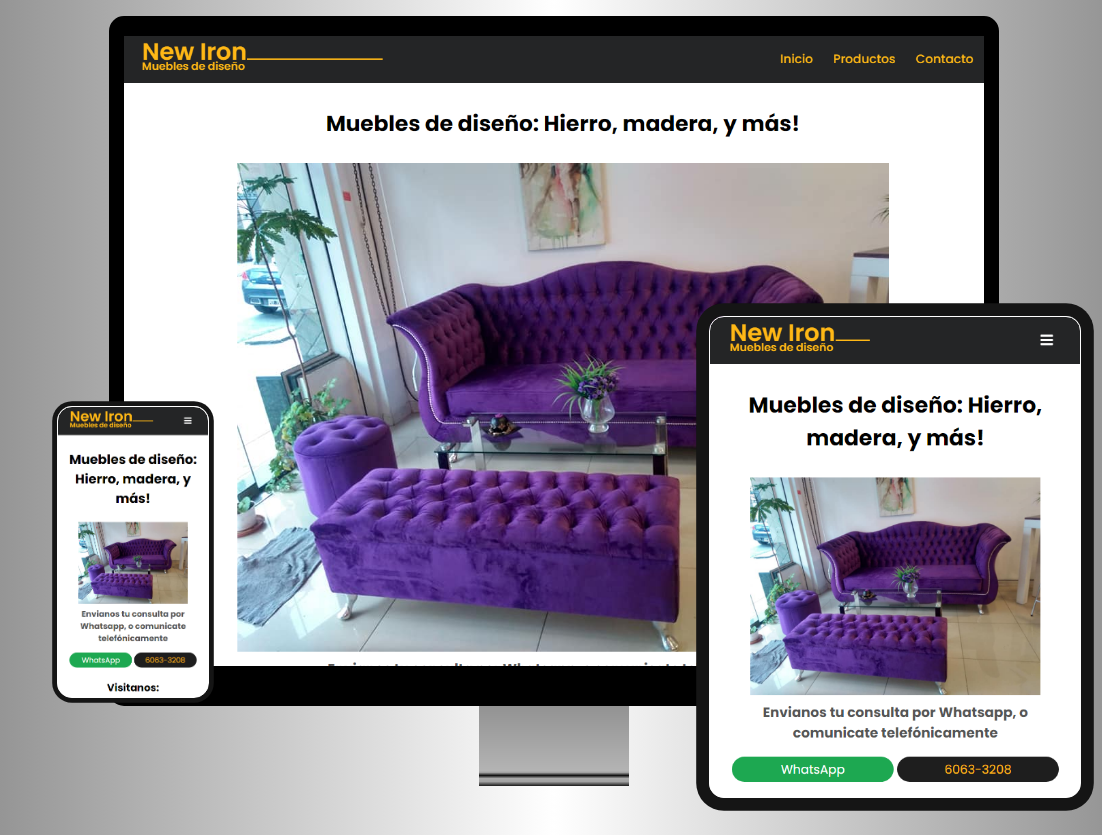 New Iron
Muebles de diseño
Inicio Productos Contacto
Muebles de diseño: Hierro, madera, y más!
New Iron
Muebles de diseño
Muebles de diseño:
Hierro, madera, y
más!
Envianos tu consulta por
Whatsapp, o comunicate
telefónicamente
WhatsApp 6063-3208
Visitanos:
New Iron
Muebles de diseño
Muebles de diseño: Hierro,
madera, y más!
Envianos tu consulta por Whatsapp, o
comunicate telefónicamente
WhatsApp 6063-3208